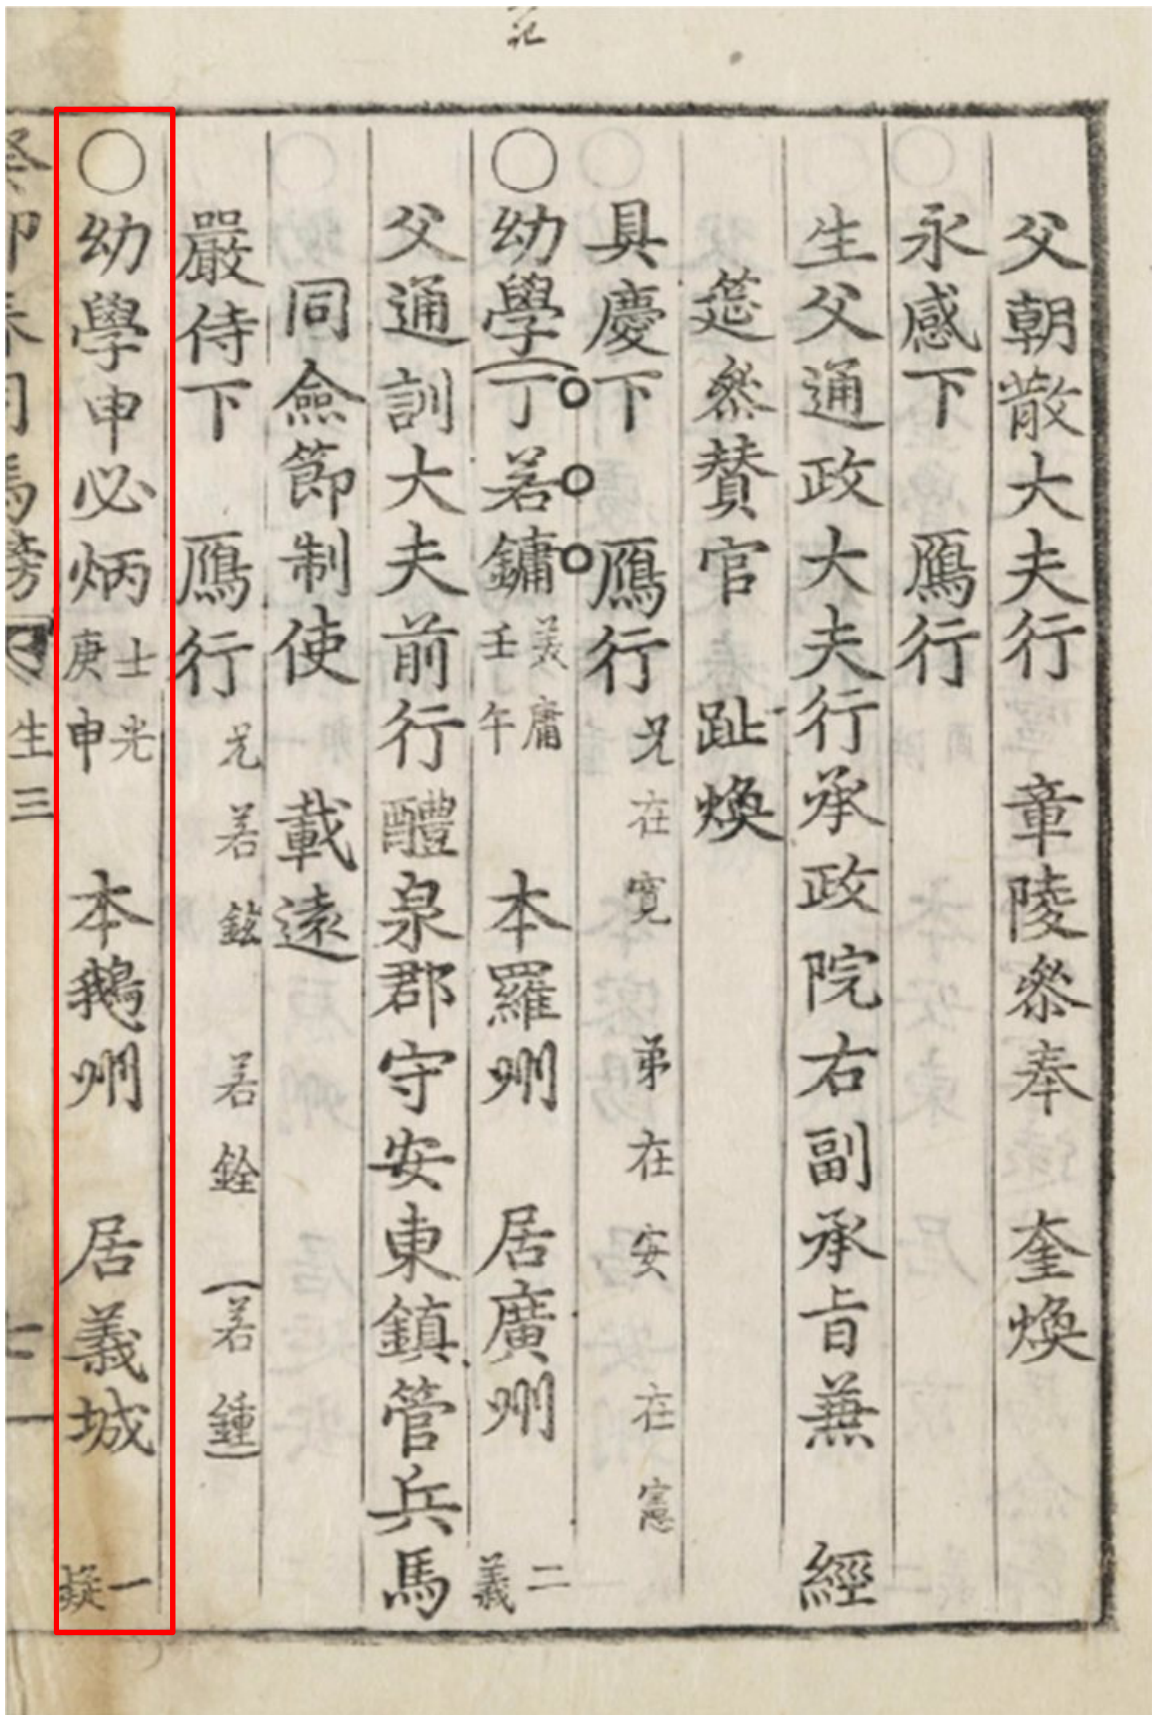 記
父朝散大夫行 章陵叅奉 奎煥
永感下 鴈行
生父通政大夫行承政院右副承旨兼 經
筵叅贊官 趾煥
具慶下 鴈行 兄在寬 弟在安 在憲
○幼學(丁若鏞 美庸 壬午 本羅州 居廣州 二義
父通訓大夫前行醴泉郡守安東鎮管兵馬
同僉節制使 載遠
嚴侍下 鴈行 兄若鉉 若銓 (若鍾)
○幼學申必炳 士光 庚申 本鵝州 居義城 一疑